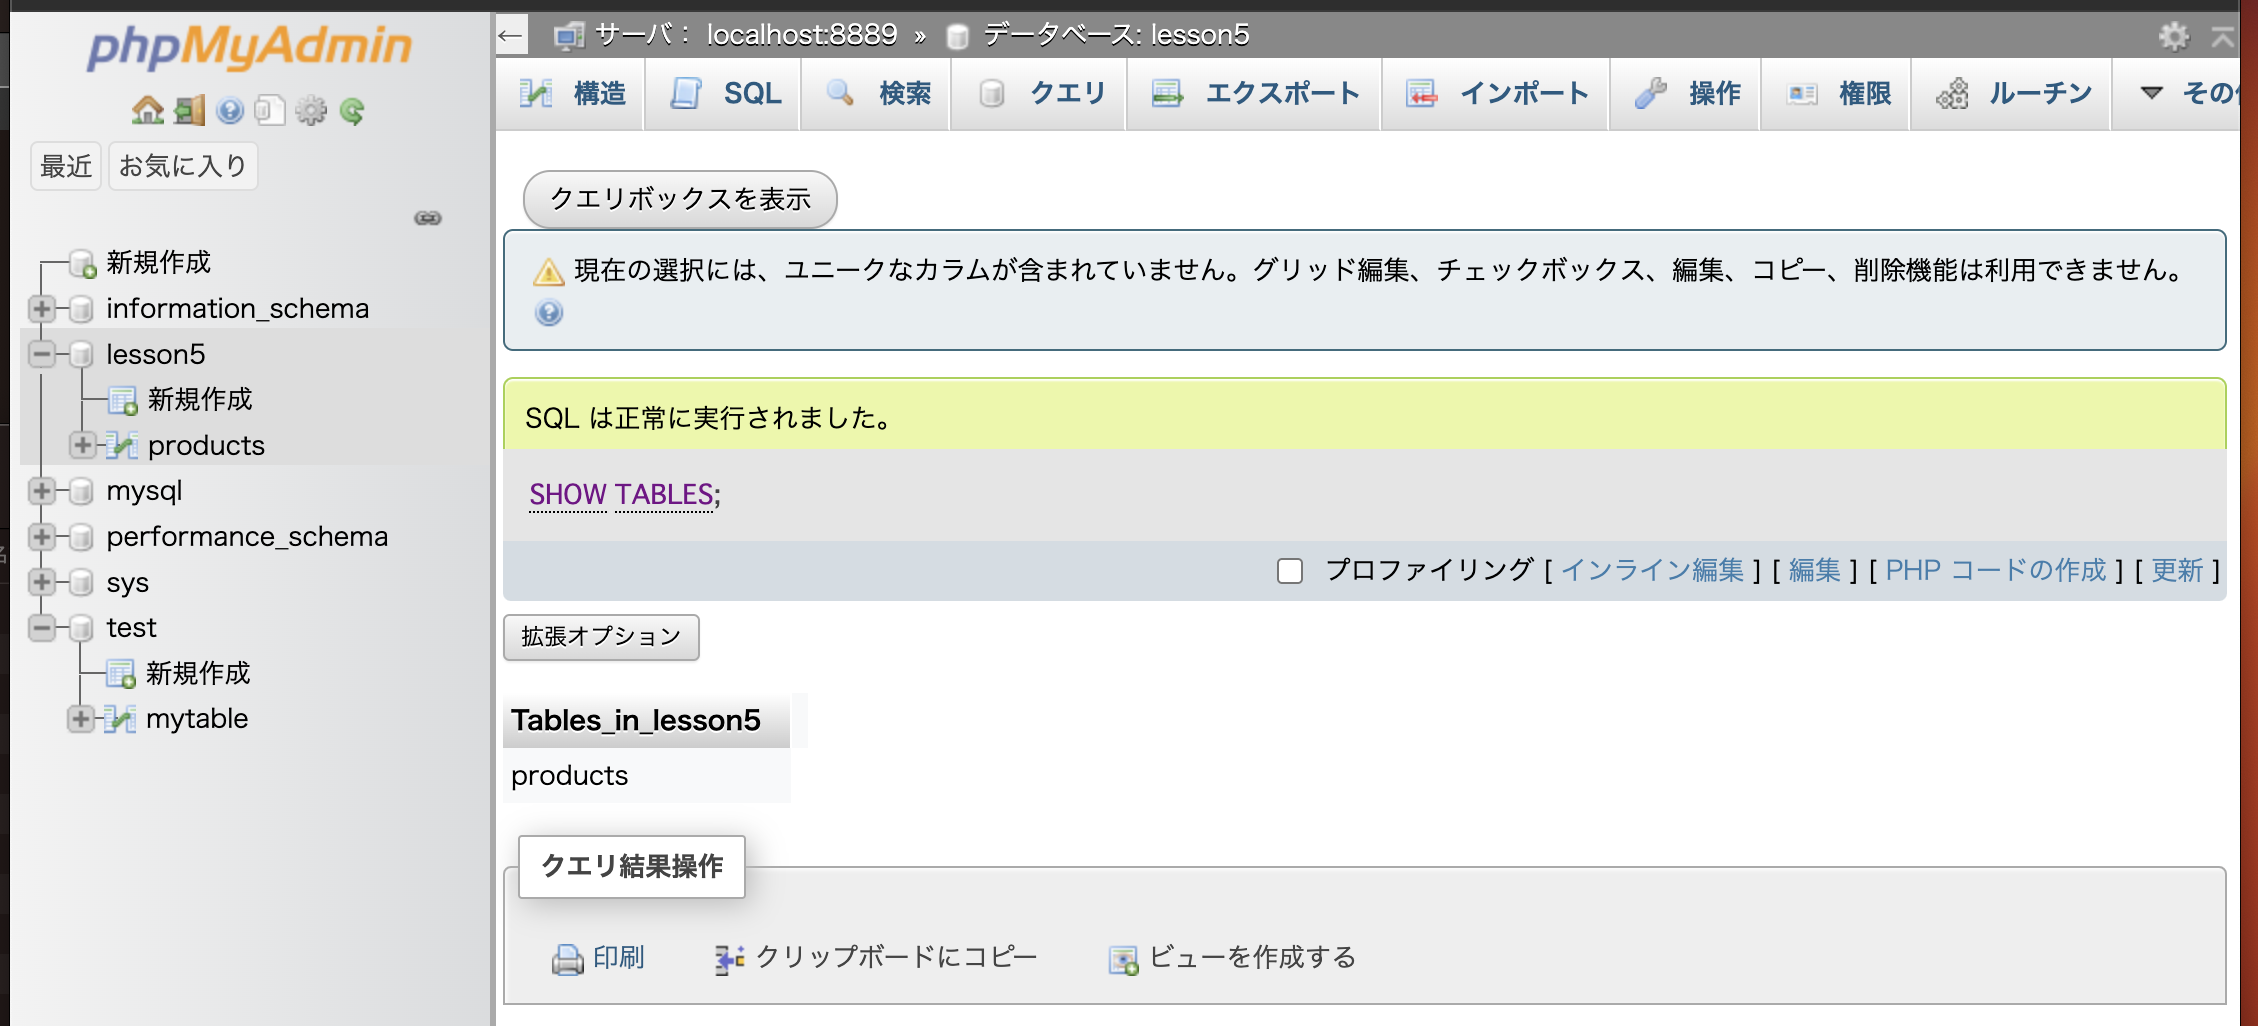 phpMyAdmin
最近 お気に入り
新規作成
information_schema
lesson5
新規作成
products
mysql
performance_schema
sys
test
新規作成
mytable
サーバ： localhost:8889 » データベース: lesson5
構造 SQL 検索 クエリ エクスポート インポート 操作 権限 ルーチン その
クエリボックスを表示
現在の選択には、ユニークなカラムが含まれていません。グリッド編集、チェックボックス、編集、コピー、削除機能は利用できません。
SQL は正常に実行されました。
SHOW TABLES;
プロファイリング [ インライン編集 ] [ 編集 ] [ PHP コードの作成 ] [ 更新 ]
拡張オプション
Tables_in_lesson5
products
クエリ結果操作
印刷 クリップボードにコピー ビューを作成する